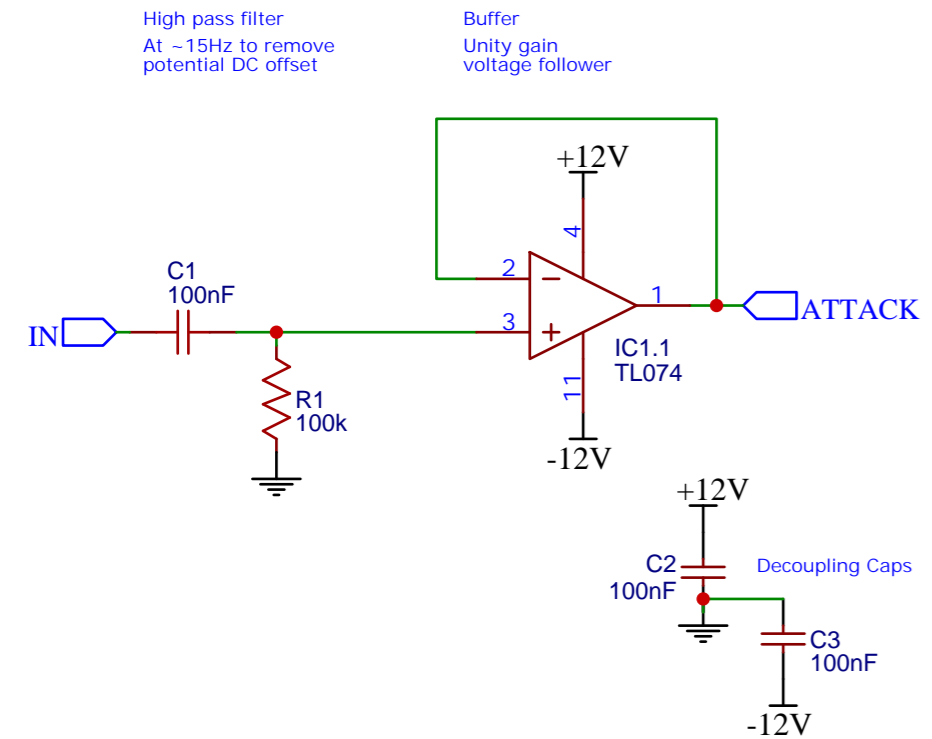 High pass filter
At ~15Hz to remove
potential DC offset
Buffer
Unity gain
voltage follower
+12V
4
C1
100nF
2
1
ATTACK
IN
3
IC1.1
TL074
R1
100k
11
-12V
+12V
C2
100nF
Decoupling Caps
C3
100nF
-12V